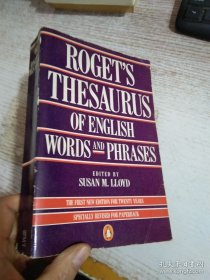 ROGET'S
THESAURUS
OF ENGLISH
WORDS AND PHRASES
EDITED BY
SUSAN M. LLOYD
THE FIRST NEW EDITION FOR TWENTY YEARS
SPECIALLY REVISED FOR PAPERBACK